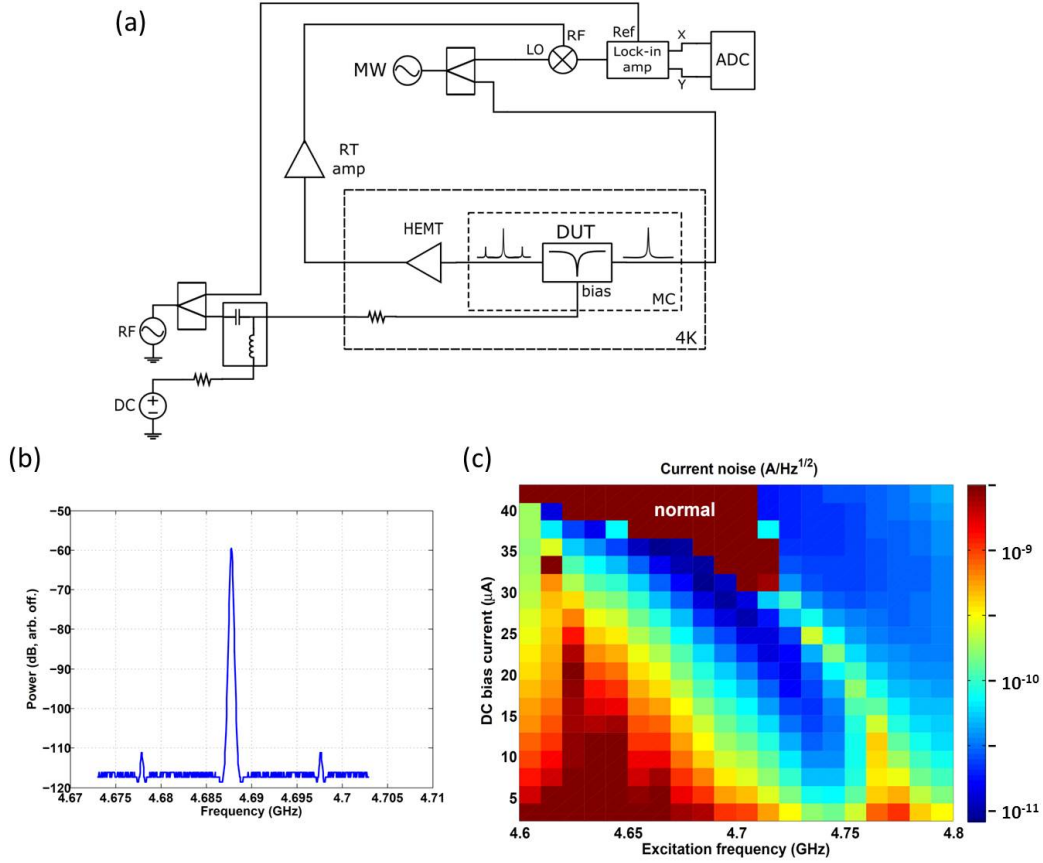 (a)
Ref
X
RF
LO
Lock-in
amp
ADC
MW
Y
RT
amp
HEMT
DUT
bias
MC
RF
4K
DC
(b)
(c)
Current noise (A/Hz^1/2)
normal
Power (dB, arb. off.)
−50
−60
−70
−80
−90
−100
−110
−120
4.67 4.675 4.68 4.685 4.69 4.695 4.7 4.705 4.71
Frequency (GHz)
DC bias current (μA)
40
35
30
25
20
15
10
5
4.6 4.65 4.7 4.75 4.8
Excitation frequency (GHz)
10^-9
10^-10
10^-11